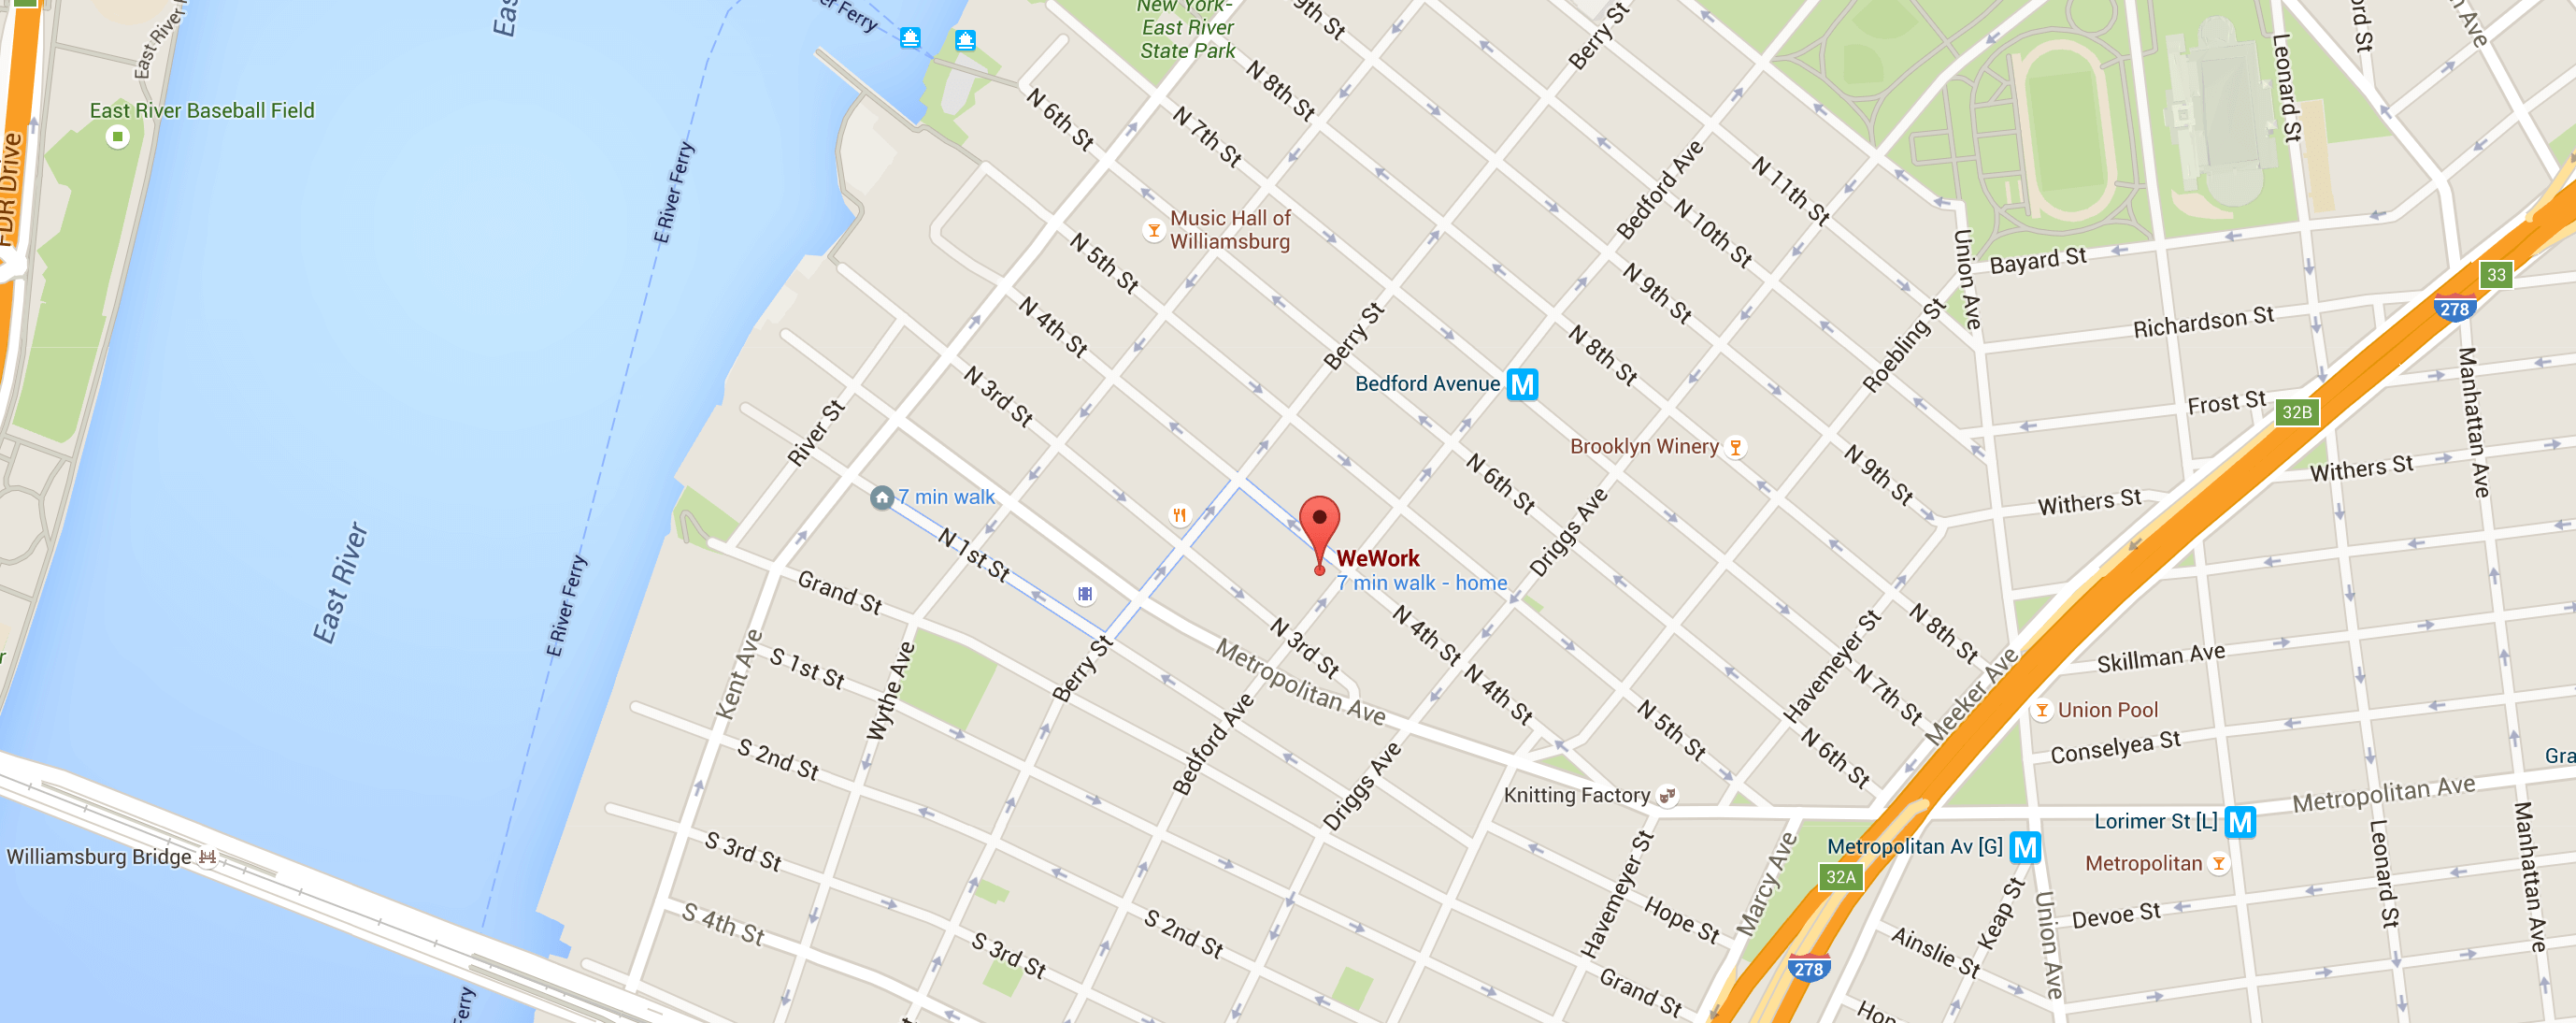 New York-
East River
State Park
9th St
Berry St
East River Baseball Field
FDR Drive
E River Ferry
N 6th St
N 7th St
N 8th St
Leonard St
Bedford Ave
N 11th St
N 10th St
Music Hall of
Williamsburg
N 5th St
N 4th St
N 9th St
Union Ave
Bayard St
33
278
Richardson St
Roebling St
Berry St
N 8th St
Bedford Avenue
M
N 3rd St
River St
Manhattan Ave
Frost St
32B
Brooklyn Winery
N 9th St
N 6th St
Withers St
Withers St
7 min walk
N 1st St
Driggs Ave
WeWork
7 min walk - home
East River
E River Ferry
Grand St
N 3rd St
N 4th St
Havemeyer St
N 8th St
Skillman Ave
Meeker Ave
Kent Ave
S 1st St
Wythe Ave
Berry St
Metropolitan Ave
N 4th St
N 7th St
N 5th St
N 6th St
Union Pool
Conselyea St
S 2nd St
Bedford Ave
Driggs Ave
Knitting Factory
Metropolitan Ave
Lorimer St [L]
M
Metropolitan Av [G]
M
Metropolitan
Williamsburg Bridge
S 3rd St
Havemeyer St
Marcy Ave
32A
Leonard St
Manhattan Ave
Hope St
Keap St
Union Ave
Devoe St
S 4th St
S 3rd St
S 2nd St
Ainslie St
278
Grand St
Ferry